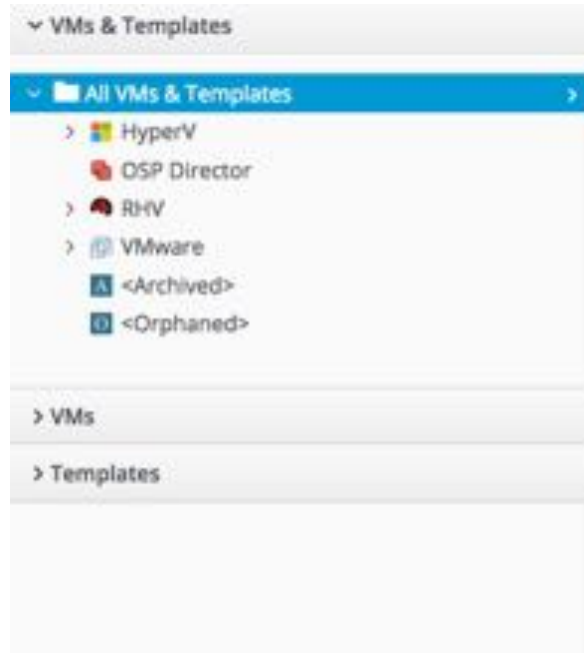 VMs & Templates
All VMs & Templates
HyperV
OSP Director
RHV
VMware
A <Archived>
O <Orphaned>
VMs
Templates